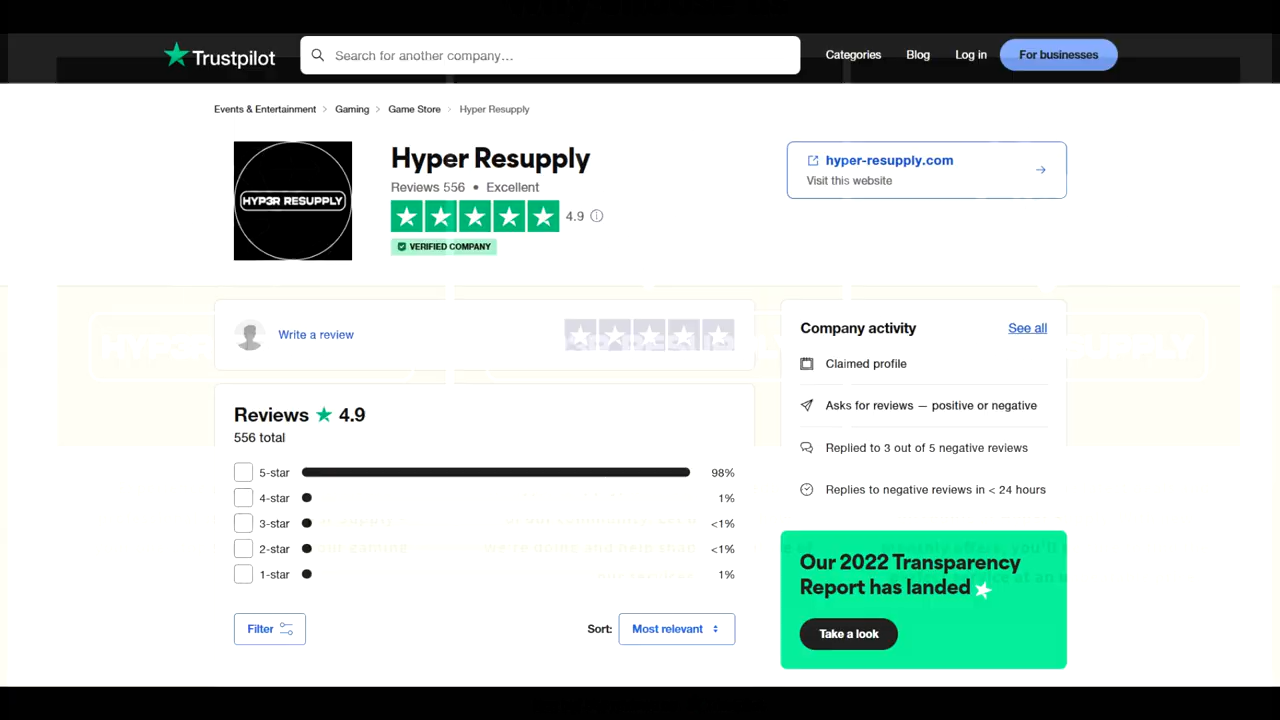 Trustpilot
Search for another company...
Categories
Blog
Log in
For businesses
Events & Entertainment > Gaming > Game Store > Hyper Resupply
HYP3R RESUPPLY
Hyper Resupply
Reviews 556 • Excellent
4.9
VERIFIED COMPANY
hyper-resupply.com
Visit this website
Write a review
Company activity
See all
Claimed profile
Asks for reviews — positive or negative
Replied to 3 out of 5 negative reviews
Replies to negative reviews in < 24 hours
Reviews ★ 4.9
556 total
5-star 98%
4-star 1%
3-star <1%
2-star <1%
1-star 1%
Filter
Sort: Most relevant
Our 2022 Transparency
Report has landed
Take a look